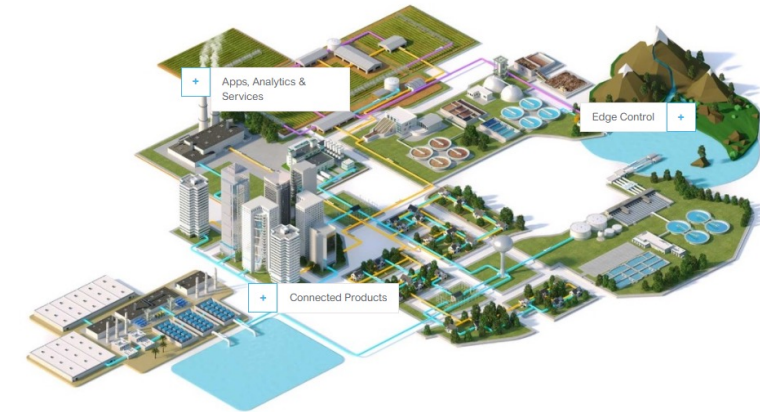 + Apps, Analytics &
Services
Edge Control +
+ Connected Products